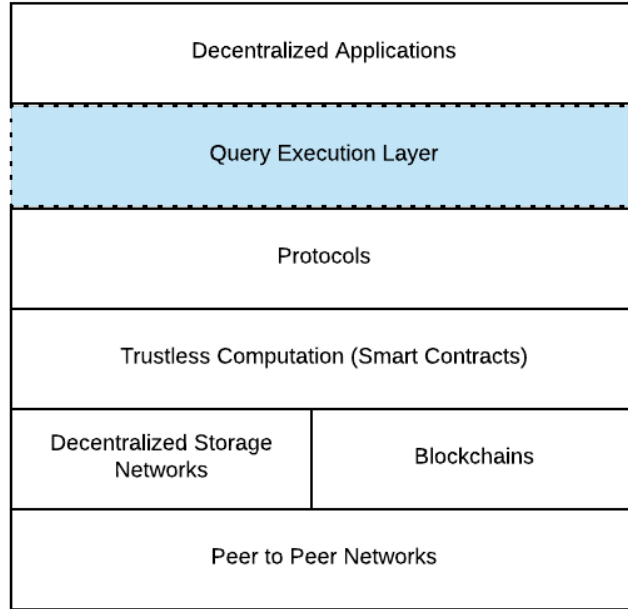 Decentralized Applications
Query Execution Layer
Protocols
Trustless Computation (Smart Contracts)
Decentralized Storage
Networks
Blockchains
Peer to Peer Networks